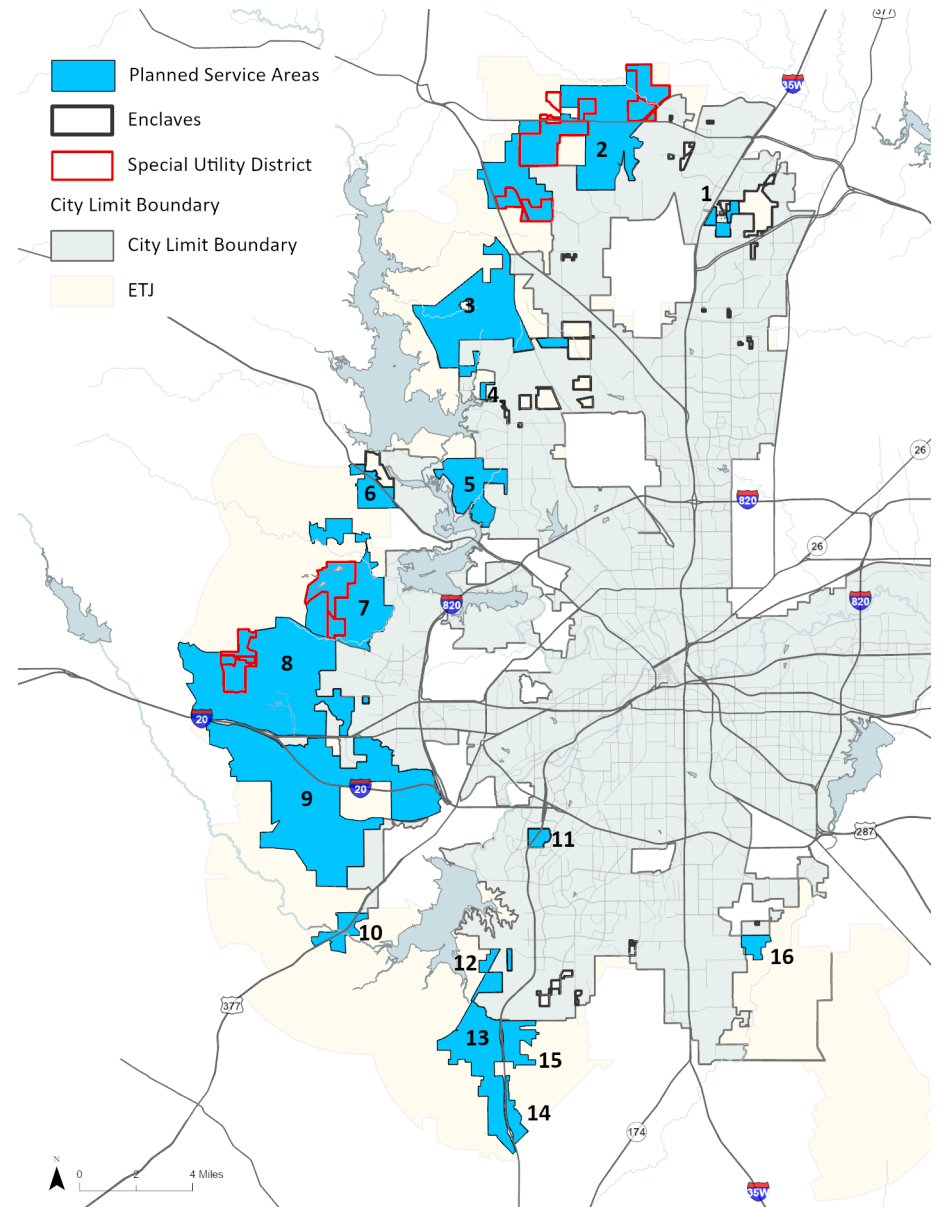 Planned Service Areas
Enclaves
Special Utility District
City Limit Boundary
City Limit Boundary
ETJ
377
35W
2
1
3
4
26
5
6
820
26
7
820
820
8
20
20
9
11
287
10
12
16
377
13
15
14
174
35W
N
0 2 4 Miles